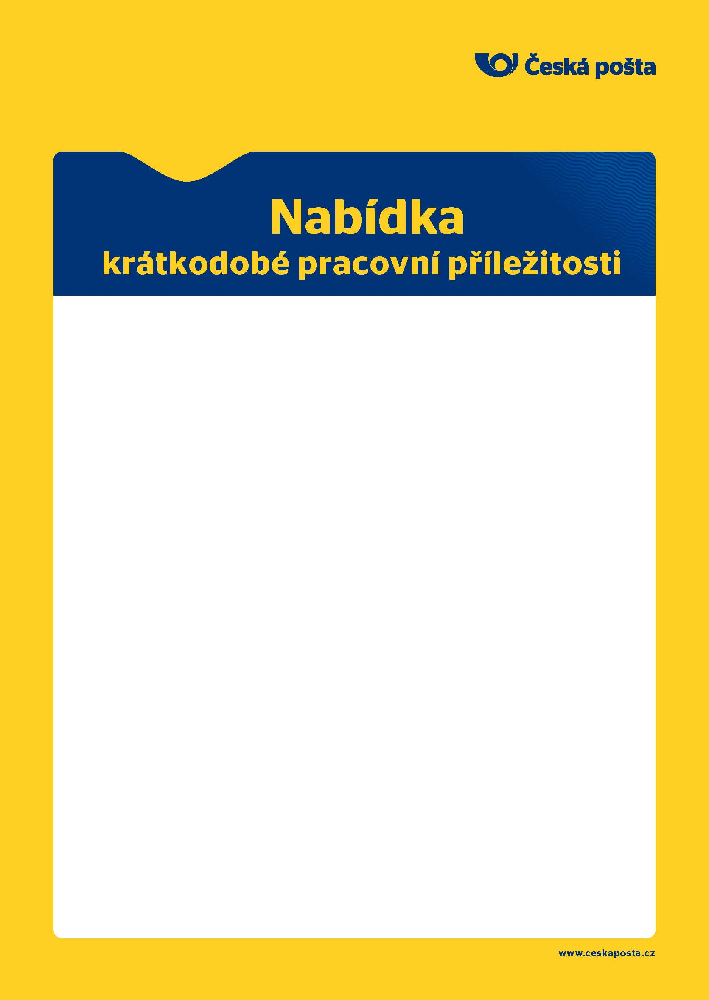 Česká pošta
Nabídka
krátkodobé pracovní příležitosti
www.ceskaposta.cz